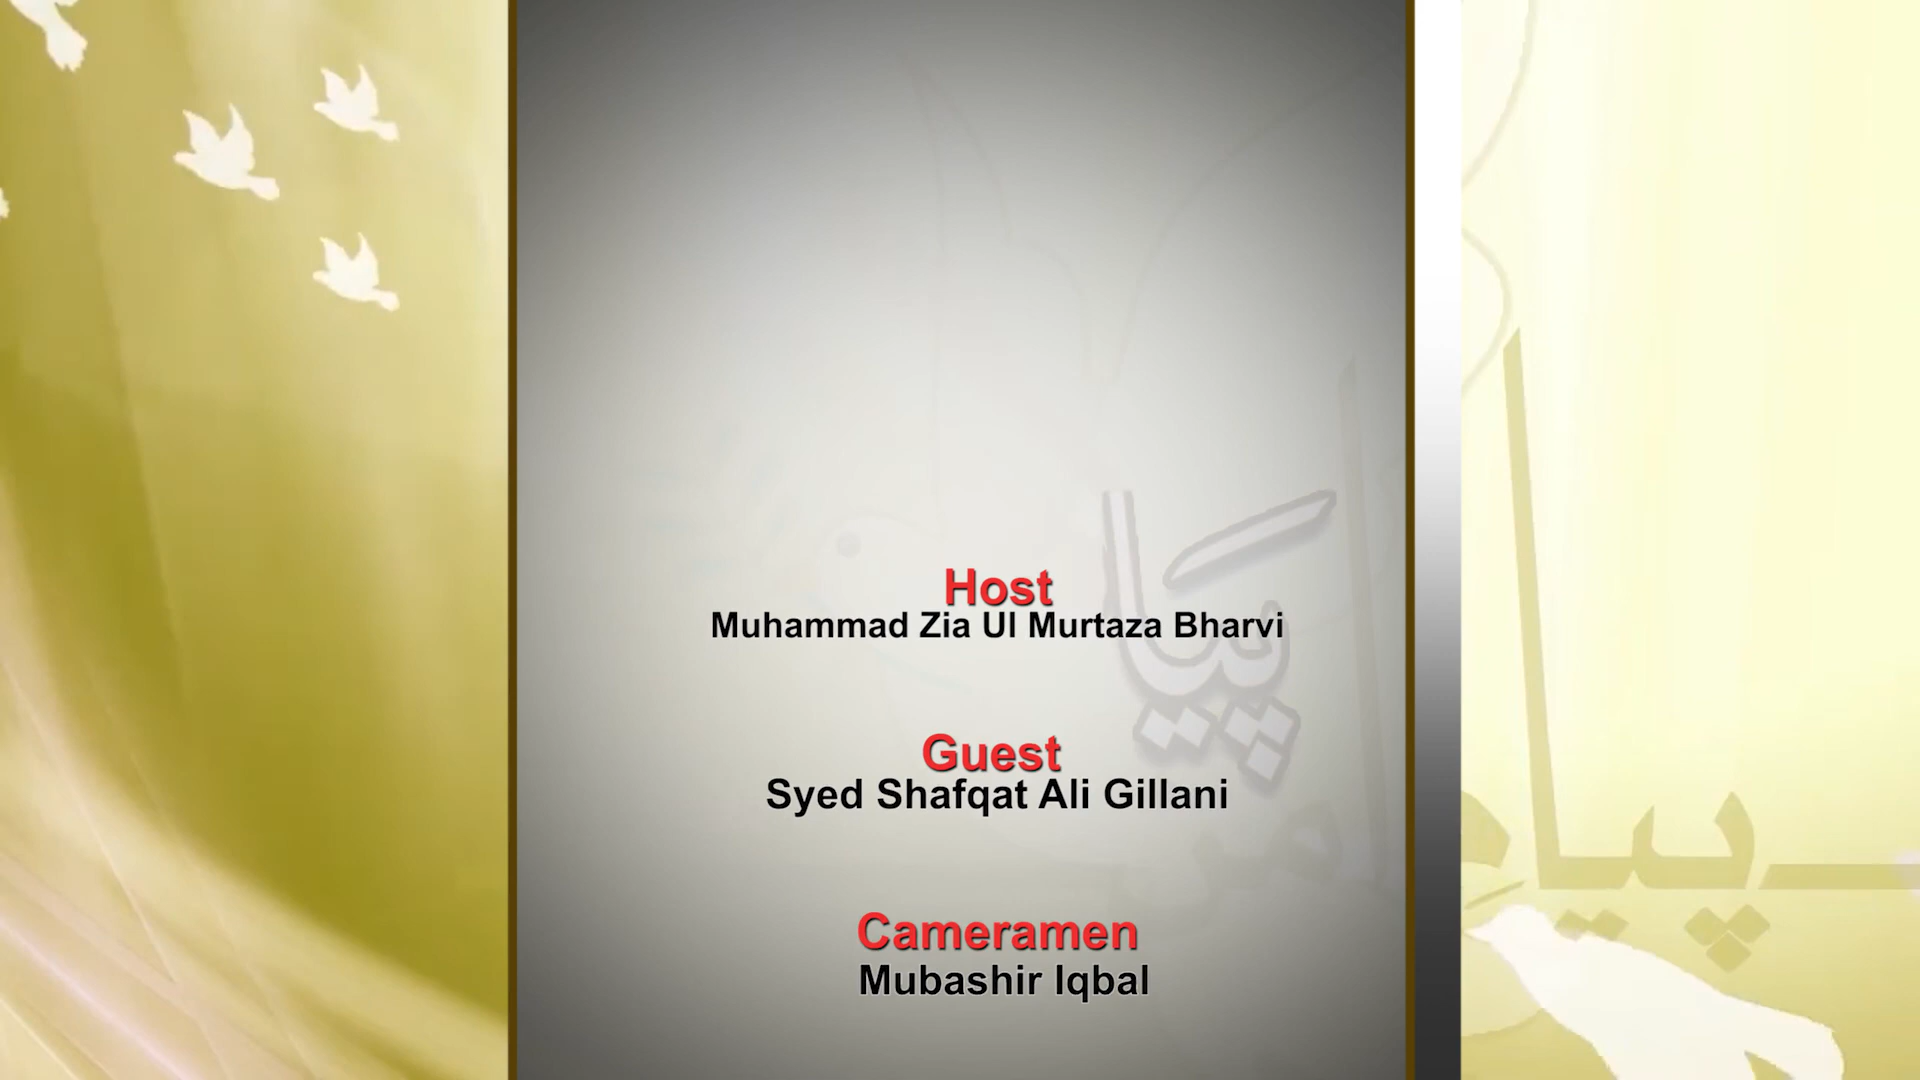 Host
Muhammad Zia Ul Murtaza Bharvi
Guest
Syed Shafqat Ali Gillani
Cameramen
Mubashir Iqbal